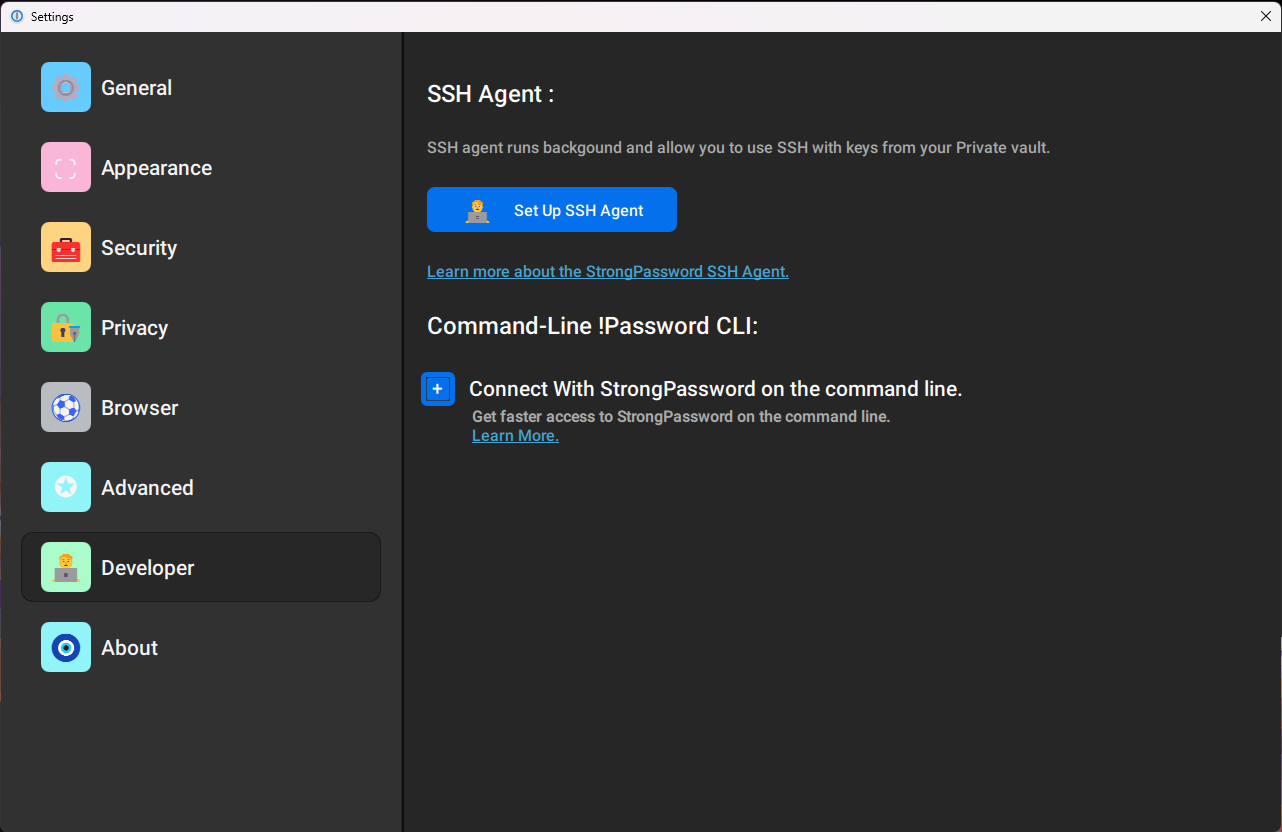 Settings
General
Appearance
Security
Privacy
Browser
Advanced
Developer
About
SSH Agent :
SSH agent runs backgound and allow you to use SSH with keys from your Private vault.
Set Up SSH Agent
Learn more about the StrongPassword SSH Agent.
Command-Line !Password CLI:
Connect With StrongPassword on the command line.
Get faster access to StrongPassword on the command line.
Learn More.